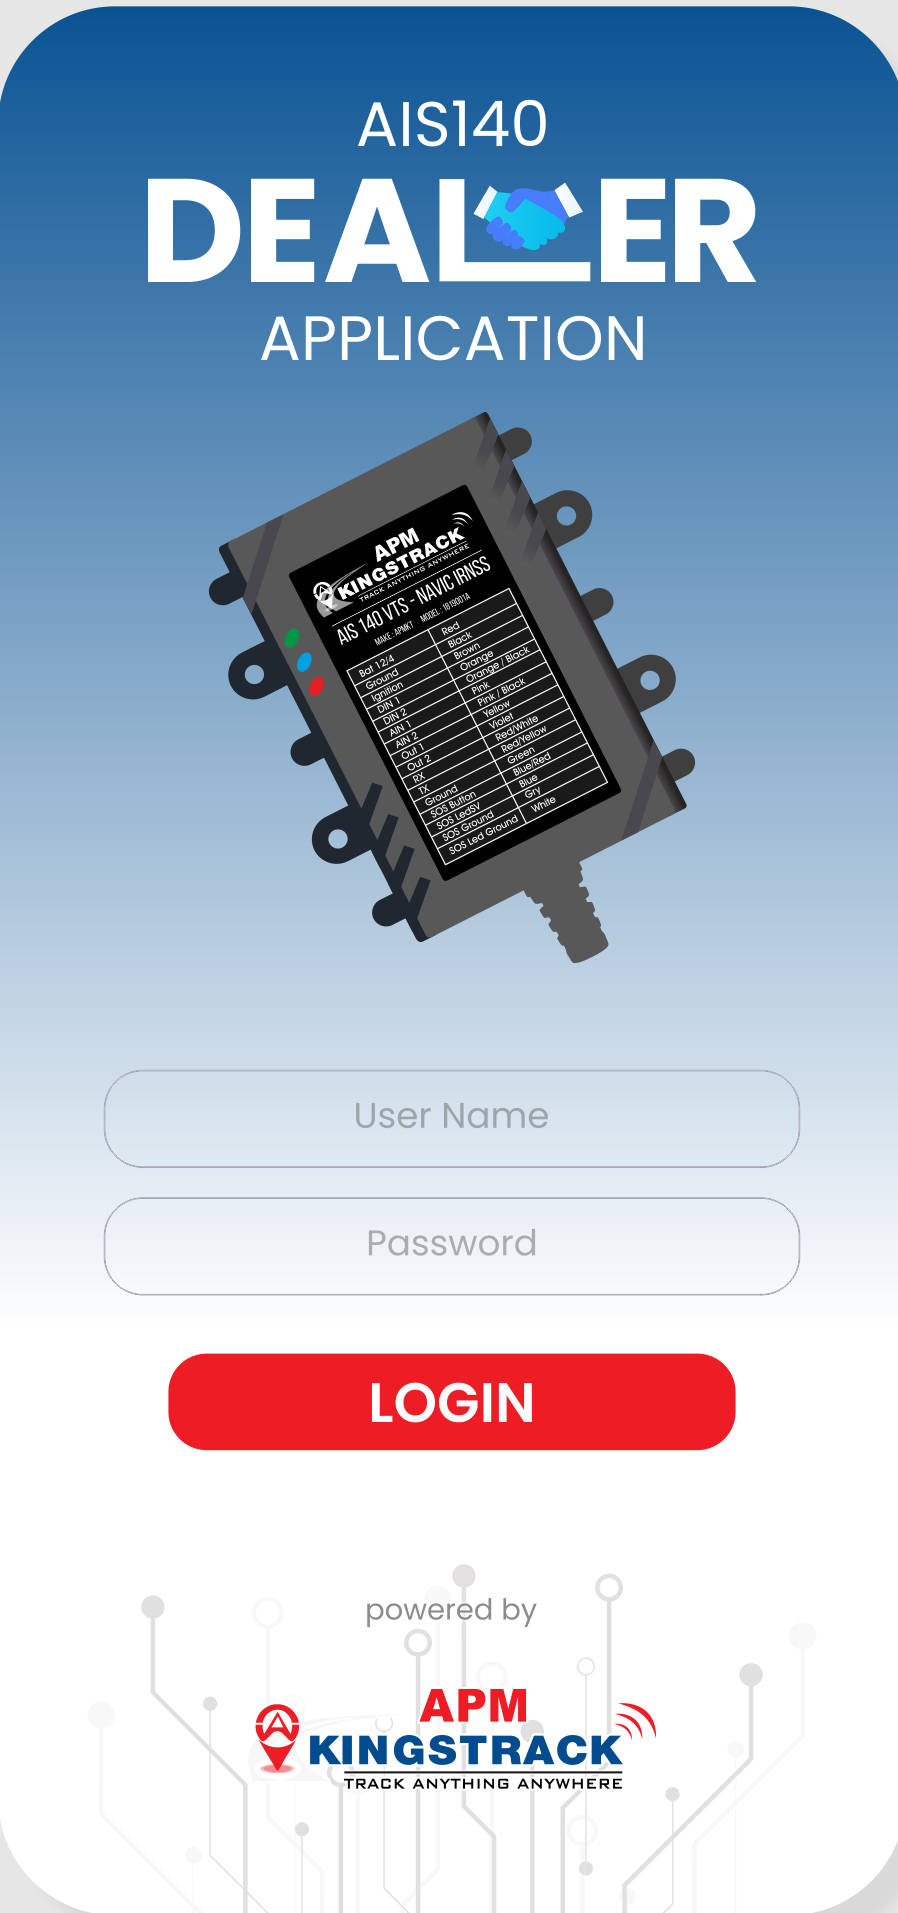 AIS140
DEALER
APPLICATION
APM
KINGSTRACK
TRACK ANYTHING ANYWHERE
AIS 140 VTS - NAVIC IRNSS
MAKE : APMKT MODEL : 1819001A
Bat 12/4 Red
Ground Black
Ignition Brown
DIN 1 Orange
DIN 2 Orange / Black
AIN 1 Pink
AIN 2 Pink / Black
Out 1 Yellow
Out 2 Violet
RX Red/White
TX Red/Yellow
Ground Green
SOS Button Blue/Red
SOS Led5V Blue
SOS Ground Gry
SOS Led Ground White
User Name
Password
LOGIN
powered by
APM
KINGSTRACK
TRACK ANYTHING ANYWHERE